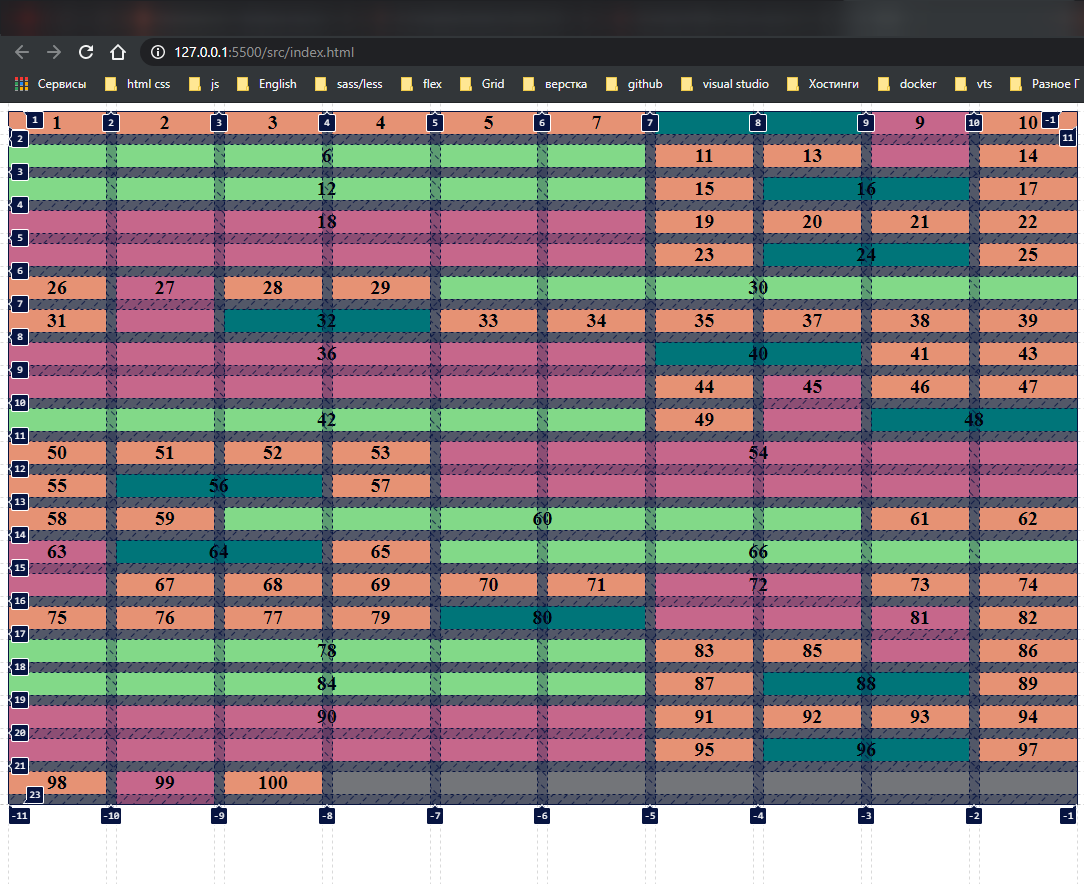 127.0.0.1:5500/src/index.html
Сервисы html css js English sass/less flex Grid верстка github visual studio Хостинги docker vts Разное Г
1 1 2 2 3 3 4 4 5 5 6 7 7 8 9 9 10 10 -1
2 11
6 11 13 14
3
12 15 16 17
4
18 19 20 21 22
5
23 24 25
6
26 27 28 29 30
7
31 32 33 34 35 37 38 39
8
36 40 41 43
9
44 45 46 47
10
42 49 48
11
50 51 52 53 54
12
55 56 57
13
58 59 60 61 62
14
63 64 65 66
15
67 68 69 70 71 72 73 74
16
75 76 77 79 80 81 82
17
78 83 85 86
18
84 87 88 89
19
90 91 92 93 94
20
95 96 97
21
98 99 100
23
-11 -10 -9 -8 -7 -6 -5 -4 -3 -2 -1